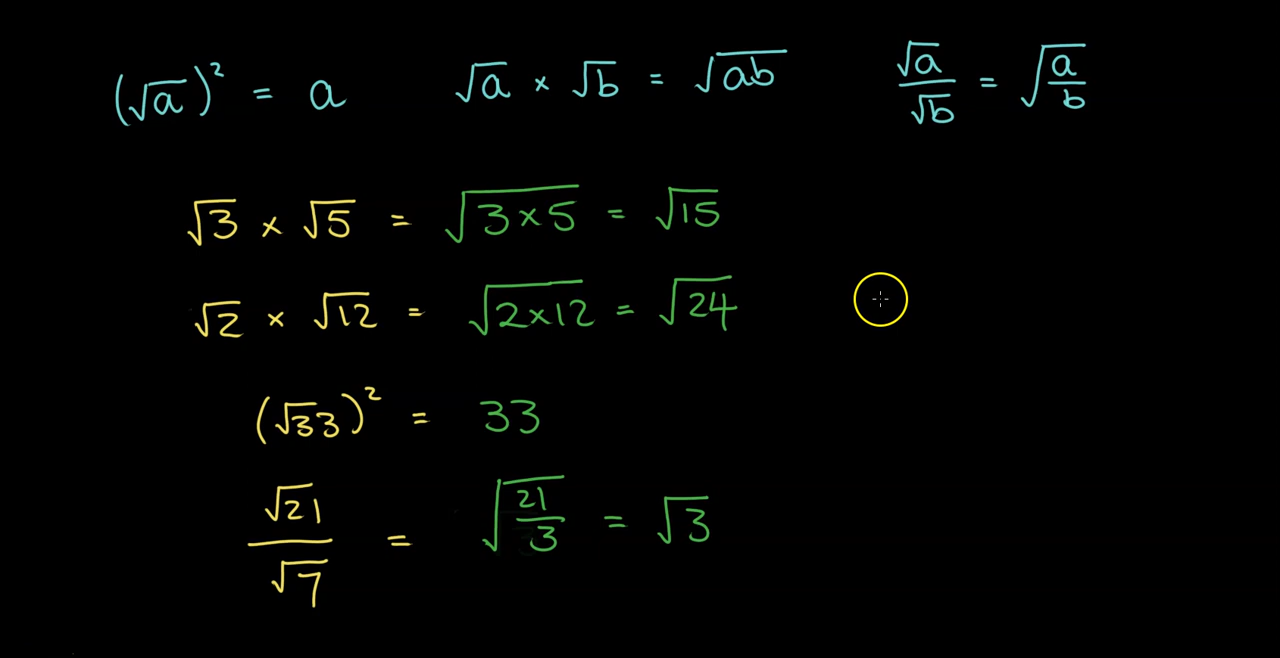 (√a)² = a √a × √b = √ab √a/√b = √a/b
√3 × √5 = √3×5 = √15
√2 × √12 = √2×12 = √24
(√33)² = 33
√21/√7 = √21/3 = √3